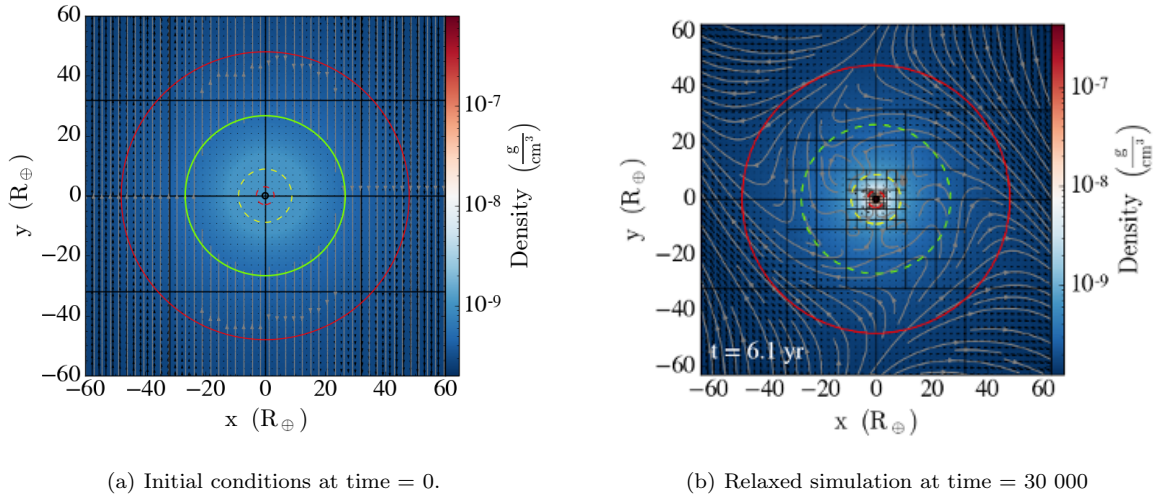 60
40
20
0
−20
−40
−60
y (R⊕)
−60 −40 −20 0 20 40 60
x (R⊕)
10⁻⁷
10⁻⁸
10⁻⁹
Density (g/cm³)
60
40
20
0
−20
−40
−60
y (R⊕)
t = 6.1 yr
−60 −40 −20 0 20 40 60
x (R⊕)
10⁻⁷
10⁻⁸
10⁻⁹
Density (g/cm³)
(a) Initial conditions at time = 0.
(b) Relaxed simulation at time = 30 000